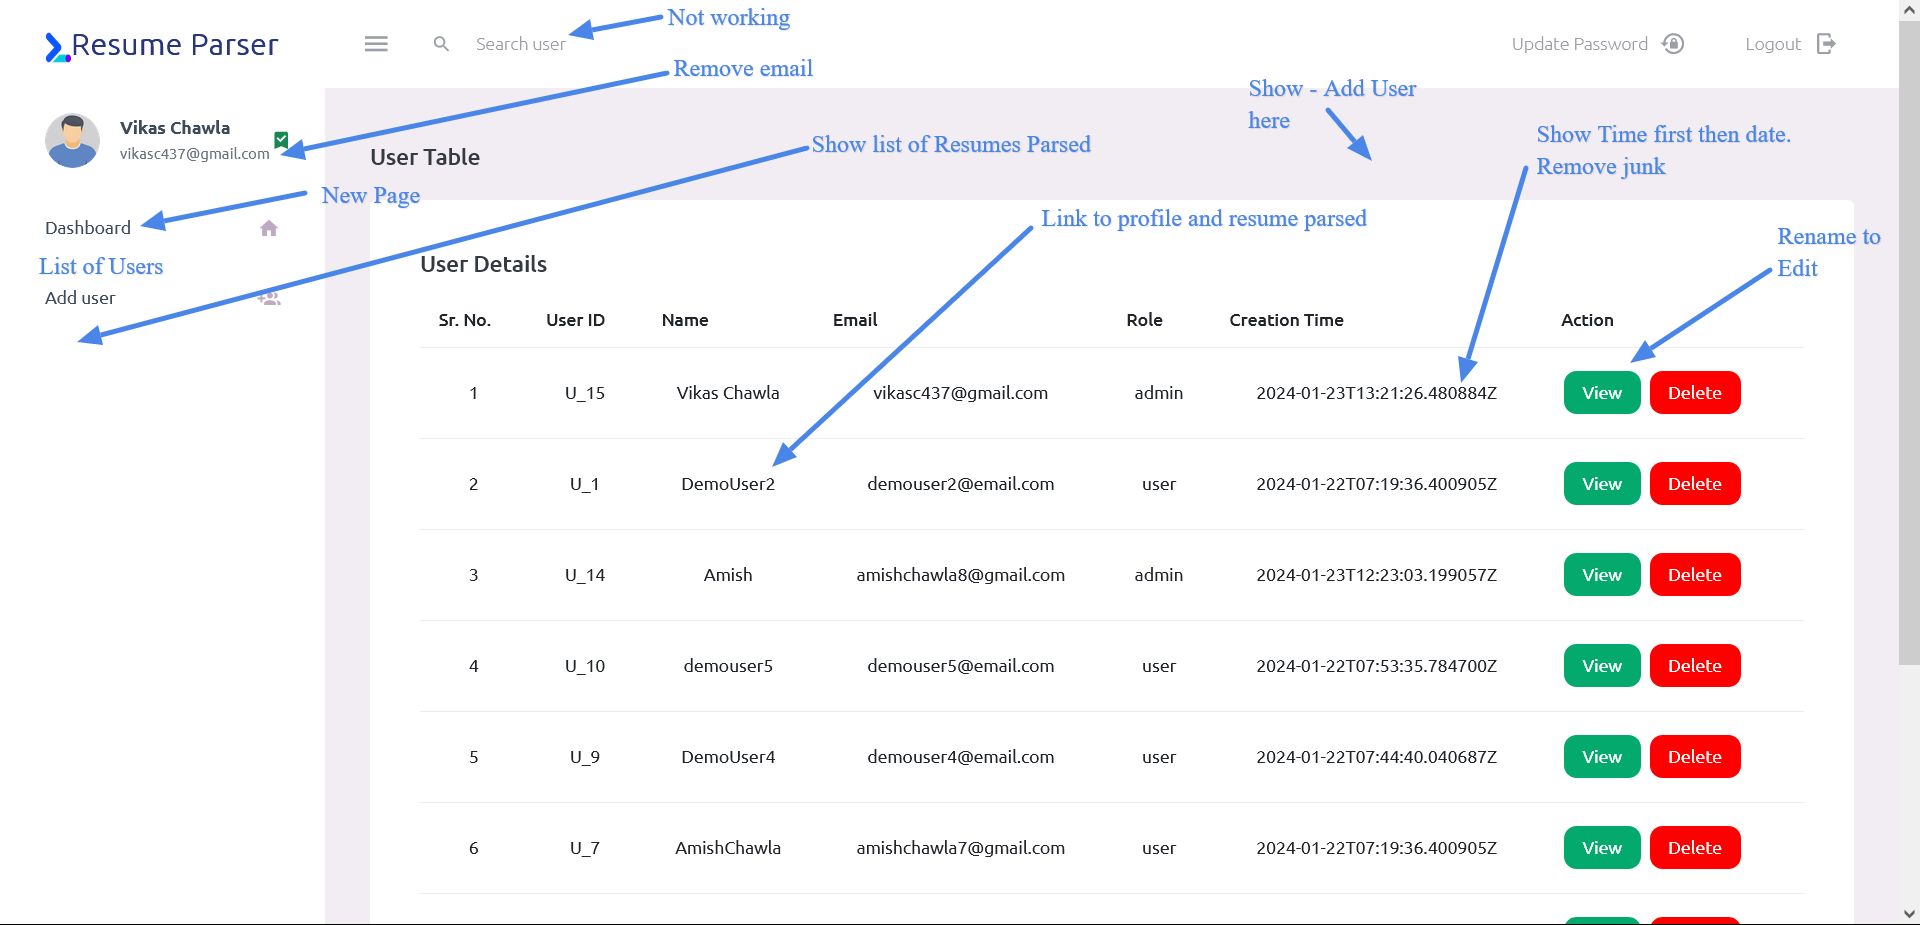 Not working
Resume Parser
Search user
Update Password
Logout
Remove email
Show - Add User
here
Vikas Chawla
vikasc437@gmail.com
User Table
Show list of Resumes Parsed
Show Time first then date.
Remove junk
New Page
Dashboard
Link to profile and resume parsed
Rename to
Edit
List of Users
Add user
User Details
Sr. No. User ID Name Email Role Creation Time Action
1 U_15 Vikas Chawla vikasc437@gmail.com admin 2024-01-23T13:21:26.480884Z View Delete
2 U_1 DemoUser2 demouser2@email.com user 2024-01-22T07:19:36.400905Z View Delete
3 U_14 Amish amishchawla8@gmail.com admin 2024-01-23T12:23:03.199057Z View Delete
4 U_10 demouser5 demouser5@email.com user 2024-01-22T07:53:35.784700Z View Delete
5 U_9 DemoUser4 demouser4@email.com user 2024-01-22T07:44:40.040687Z View Delete
6 U_7 AmishChawla amishchawla7@gmail.com user 2024-01-22T07:19:36.400905Z View Delete